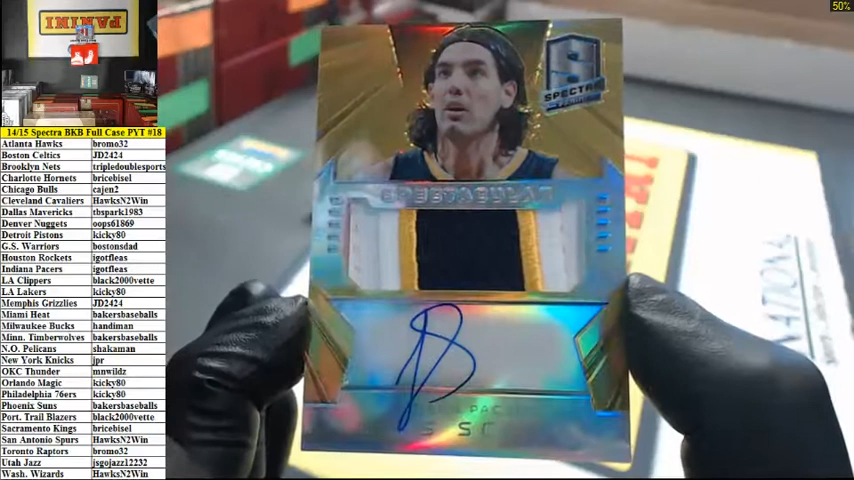 50%
PANINI
14/15 Spectra BKB Full Case PYT #18
Atlanta Hawks bromo32
Boston Celtics JD2424
Brooklyn Nets tripledoublesports
Charlotte Hornets bricebisel
Chicago Bulls cajen2
Cleveland Cavaliers HawksN2Win
Dallas Mavericks tbspark1983
Denver Nuggets oops61869
Detroit Pistons kicky80
G.S. Warriors bostonsdad
Houston Rockets igotfleas
Indiana Pacers igotfleas
LA Clippers black2000vette
LA Lakers kicky80
Memphis Grizzlies JD2424
Miami Heat bakersbaseballs
Milwaukee Bucks handiman
Minn. Timberwolves bakersbaseballs
N.O. Pelicans shakaman
New York Knicks jpr
OKC Thunder mnwildz
Orlando Magic kicky80
Philadelphia 76ers kicky80
Phoenix Suns bakersbaseballs
Port. Trail Blazers black2000vette
Sacramento Kings bricebisel
San Antonio Spurs HawksN2Win
Toronto Raptors bromo32
Utah Jazz jsgojazz12232
Wash. Wizards HawksN2Win
S
SPECTRA
SPECTACULAR